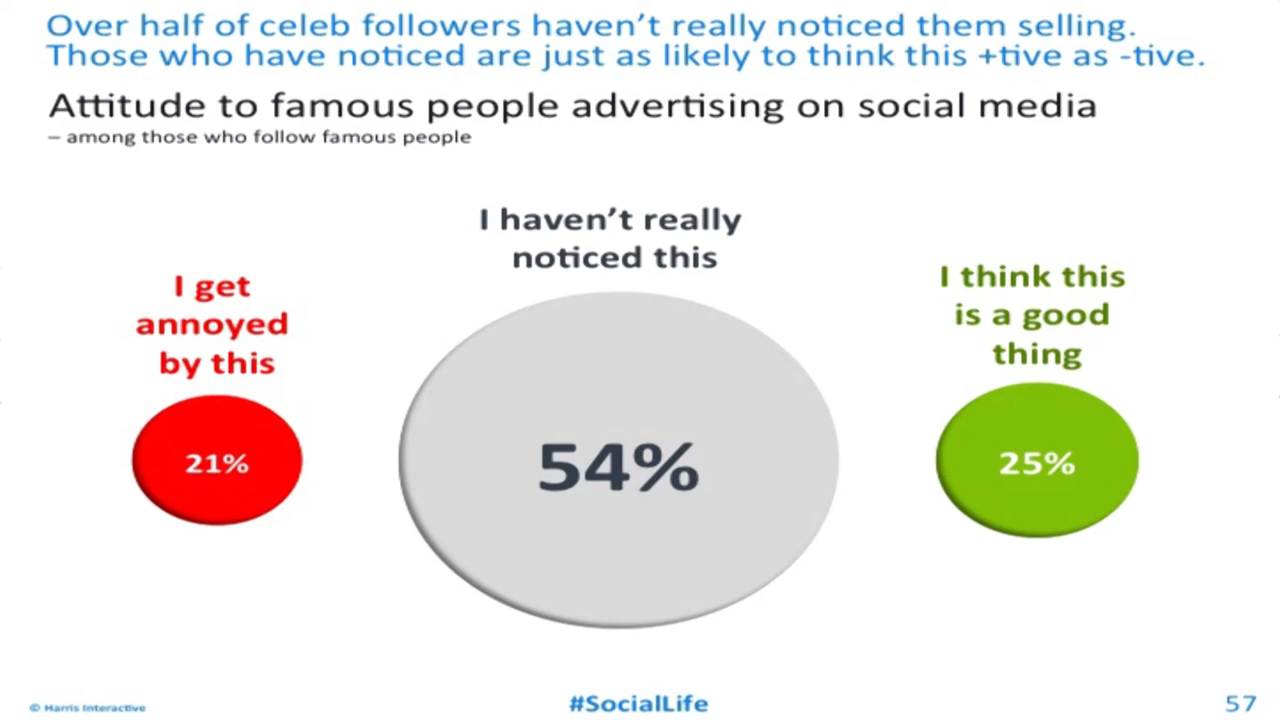 Over half of celeb followers haven’t really noticed them selling.
Those who have noticed are just as likely to think this +tive as -tive.
Attitude to famous people advertising on social media
– among those who follow famous people
I haven’t really
noticed this
I get
annoyed
by this
I think this
is a good
thing
21%
54%
25%
© Harris Interactive
#SocialLife
57